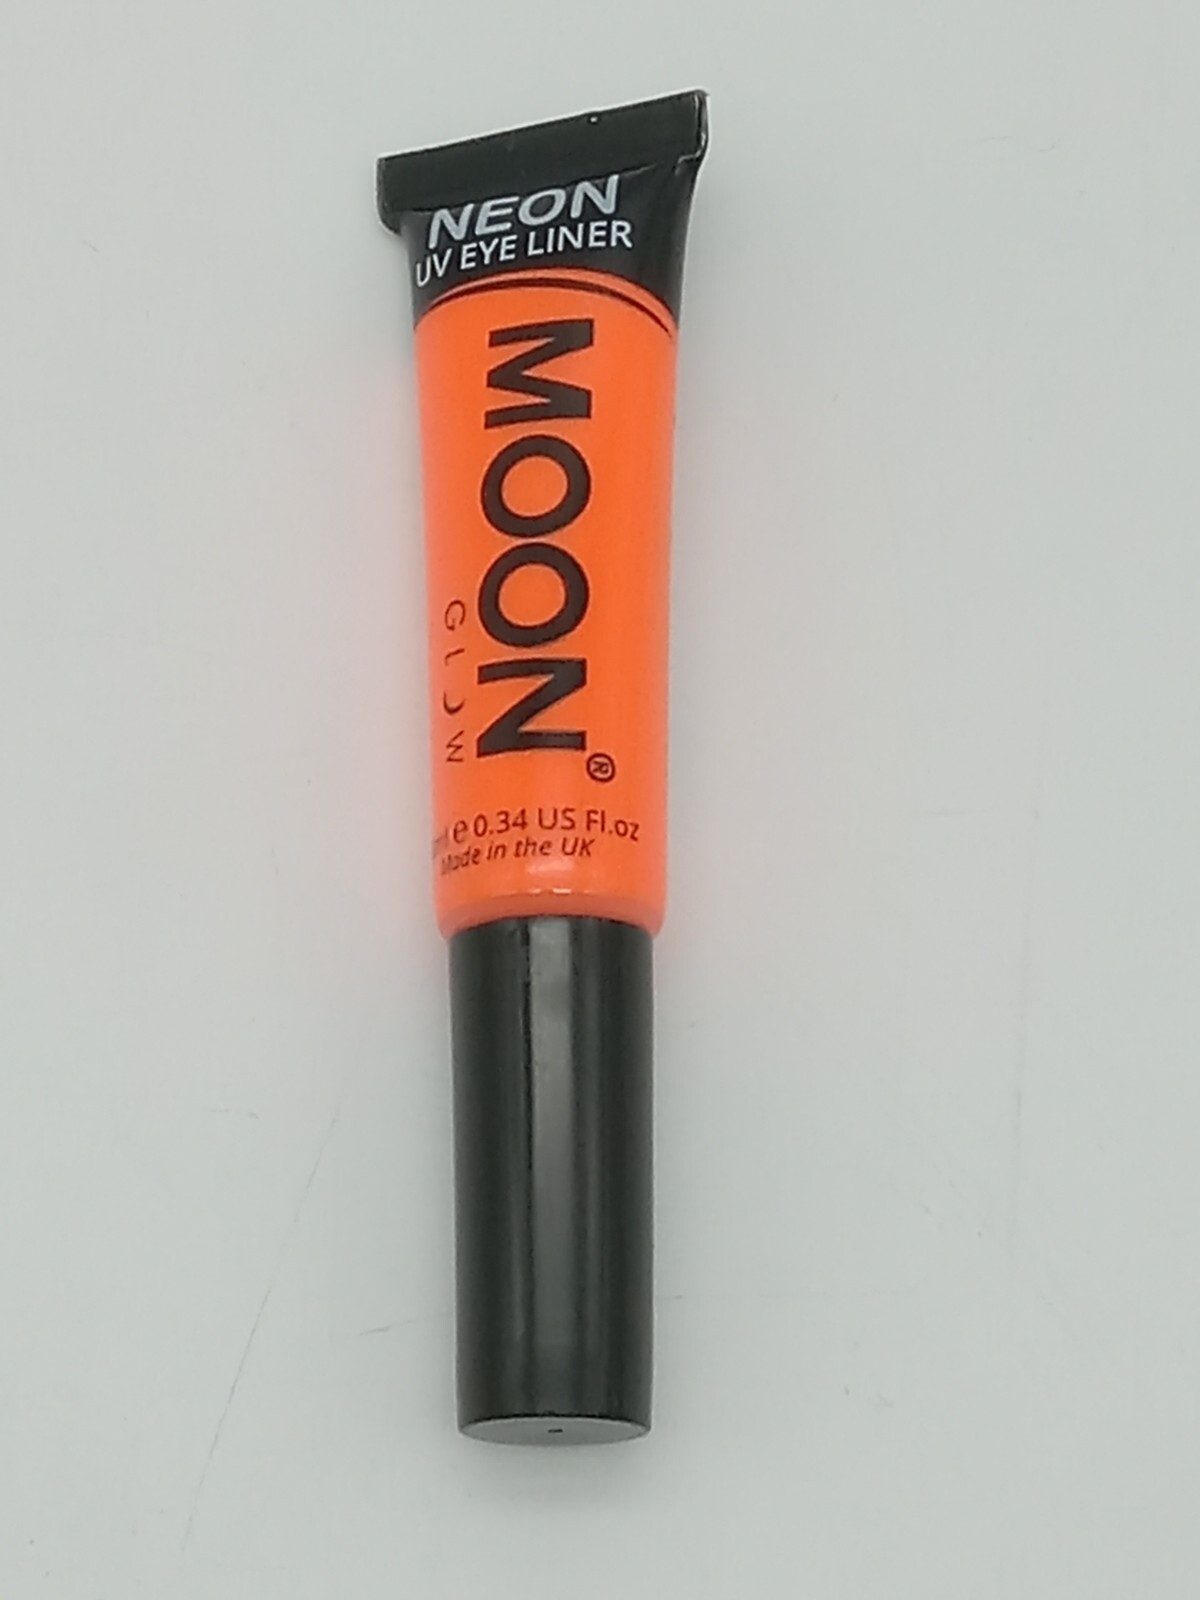 NEON
UV EYE LINER
MOON®
GLOW
e 0.34 US Fl.oz
Made in the UK